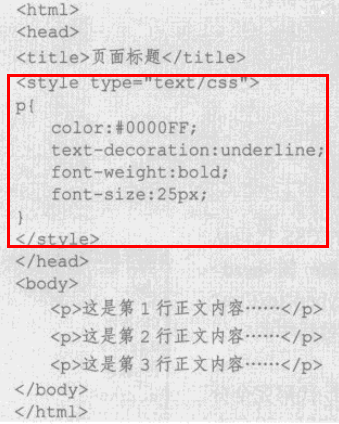 <html>
<head>
<title>页面标题</title>
<style type="text/css">
p{
color:#0000FF;
text-decoration:underline;
font-weight:bold;
font-size:25px;
}
</style>
</head>
<body>
<p>这是第 1 行正文内容……</p>
<p>这是第 2 行正文内容……</p>
<p>这是第 3 行正文内容……</p>
</body>
</html>